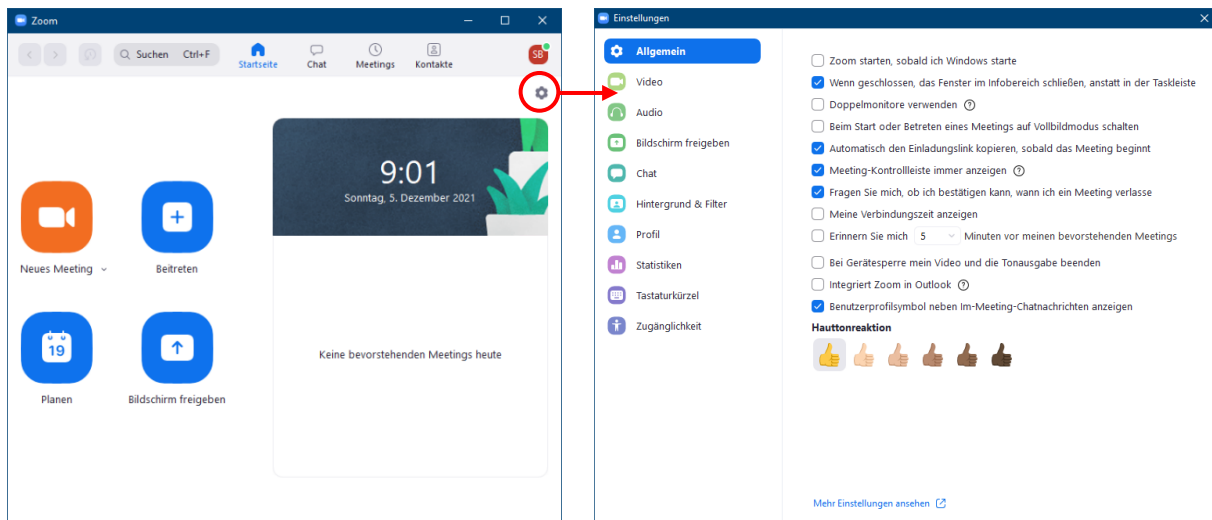 Zoom
Suchen Ctrl+F
Startseite
Chat
Meetings
Kontakte
SB
9:01
Sonntag, 5. Dezember 2021
Neues Meeting
Beitreten
19
Planen
Bildschirm freigeben
Keine bevorstehenden Meetings heute
Einstellungen
Allgemein
Video
Audio
Bildschirm freigeben
Chat
Hintergrund & Filter
Profil
Statistiken
Tastaturkürzel
Zugänglichkeit
Zoom starten, sobald ich Windows starte
Wenn geschlossen, das Fenster im Infobereich schließen, anstatt in der Taskleiste
Doppelmonitore verwenden ?
Beim Start oder Betreten eines Meetings auf Vollbildmodus schalten
Automatisch den Einladungslink kopieren, sobald das Meeting beginnt
Meeting-Kontrollleiste immer anzeigen ?
Fragen Sie mich, ob ich bestätigen kann, wann ich ein Meeting verlasse
Meine Verbindungszeit anzeigen
Erinnern Sie mich 5 Minuten vor meinen bevorstehenden Meetings
Bei Gerätesperre mein Video und die Tonausgabe beenden
Integriert Zoom in Outlook ?
Benutzerprofilsymbol neben Im-Meeting-Chatnachrichten anzeigen
Hauttonreaktion
Mehr Einstellungen ansehen